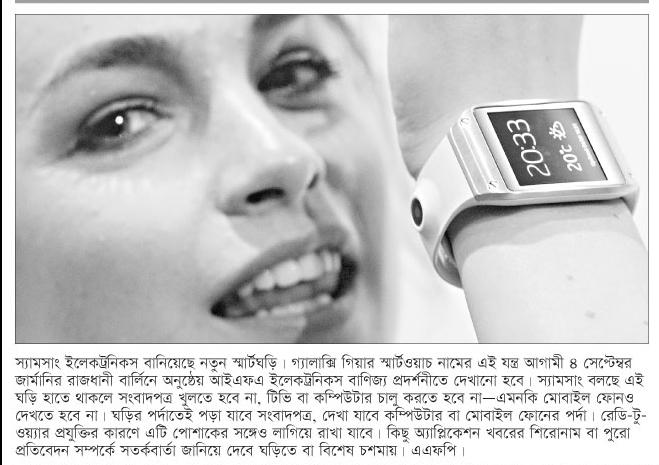 20:33
20°C
স্যামসাং ইলেকট্রনিকস বানিয়েছে নতুন স্মার্টঘড়ি। গ্যালাক্সি গিয়ার স্মার্টওয়াচ নামের এই যন্ত্র আগামী ৪ সেপ্টেম্বর
জার্মানির রাজধানী বার্লিনে অনুষ্ঠেয় আইএফএ ইলেকট্রনিকস বাণিজ্য প্রদর্শনীতে দেখানো হবে। স্যামসাং বলছে এই
ঘড়ি হাতে থাকলে সংবাদপত্র খুলতে হবে না, টিভি বা কম্পিউটার চালু করতে হবে না—এমনকি মোবাইল ফোনও
দেখতে হবে না। ঘড়ির পর্দাতেই পড়া যাবে সংবাদপত্র, দেখা যাবে কম্পিউটার বা মোবাইল ফোনের পর্দা। রেডি-টু-
ওয়্যার প্রযুক্তির কারণে এটি পোশাকের সঙ্গেও লাগিয়ে রাখা যাবে। কিছু অ্যাপ্লিকেশন খবরের শিরোনাম বা পুরো
প্রতিবেদন সম্পর্কে সতর্কবার্তা জানিয়ে দেবে ঘড়িতে বা বিশেষ চশমায়। এএফপি।